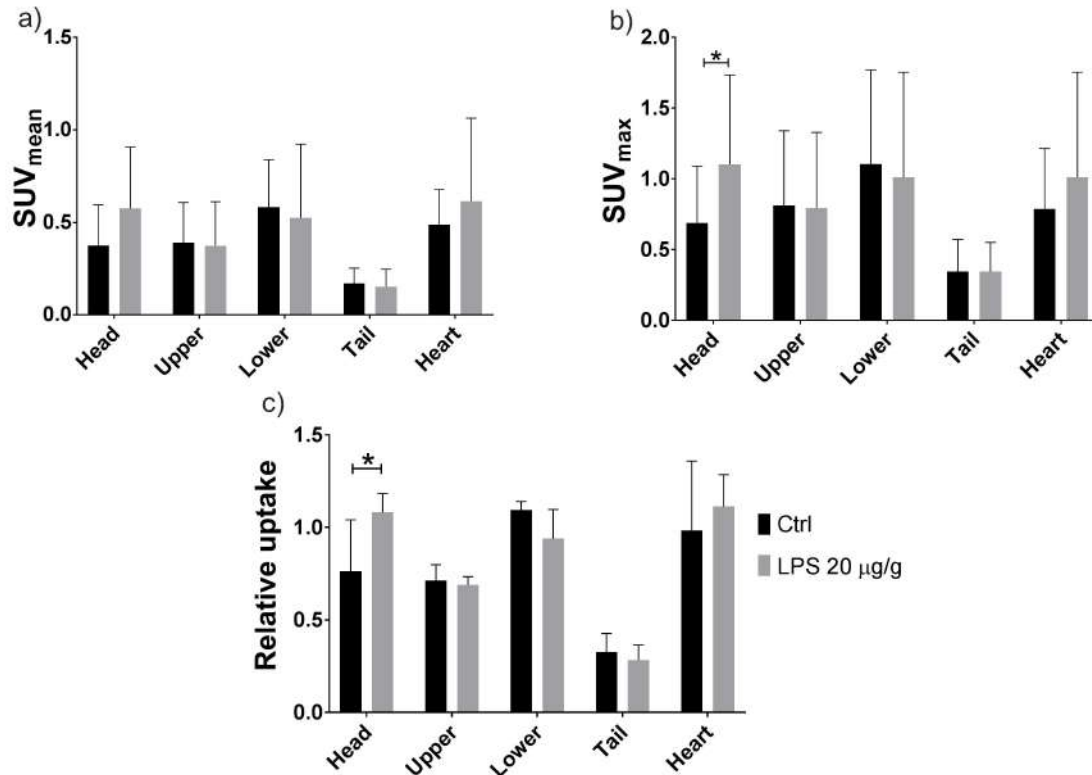 a)
SUVmean
1.5
1.0
0.5
0.0
Head
Upper
Lower
Tail
Heart
b)
SUVmax
2.0
1.5
1.0
0.5
0.0
*
Head
Upper
Lower
Tail
Heart
c)
Relative uptake
1.5
1.0
0.5
0.0
*
Head
Upper
Lower
Tail
Heart
Ctrl
LPS 20 μg/g